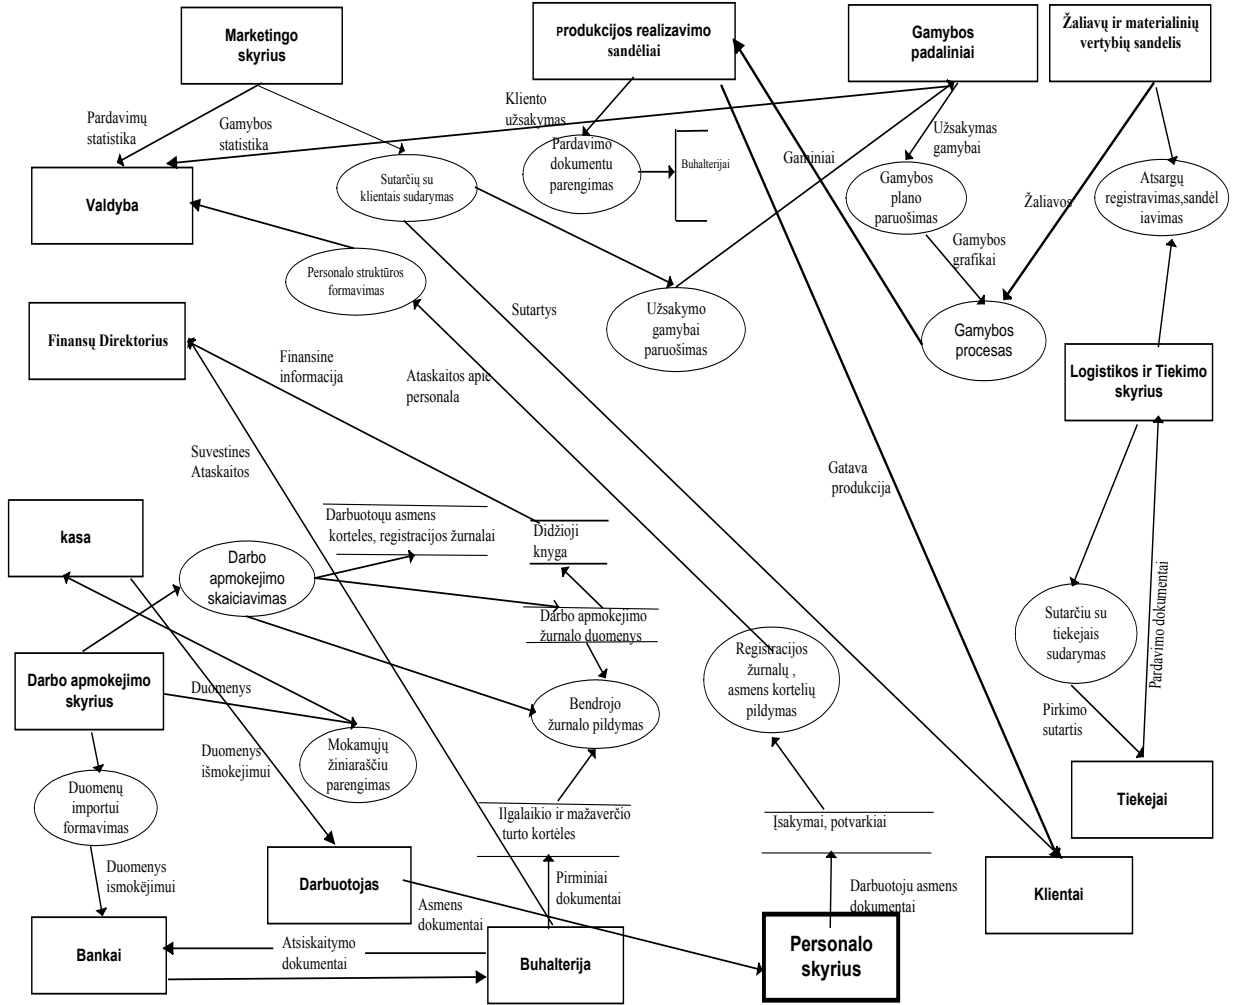 Marketingo
skyrius
Produkcijos realizavimo
sandėliai
Gamybos
padaliniai
Žaliavų ir materialinių
vertybių sandelis
Pardavimų
statistika
Gamybos
statistika
Kliento
užsakymas
Pardavimo
dokumentu
parengimas
Buhalterijai
Gaminiai
Užsakymas
gamybai
Gamybos
plano
paruošimas
Žaliavos
Atsargų
registravimas,sandėl
iavimas
Valdyba
Sutarčių su
klientais sudarymas
Gamybos
grafikai
Personalo struktūros
formavimas
Sutartys
Užsakymo
gamybai
paruošimas
Gamybos
procesas
Finansų Direktorius
Finansine
informacija
Ataskaitos apie
personala
Logistikos ir Tiekimo
skyrius
Suvestines
Ataskaitos
Gatava
produkcija
kasa
Darbuotoųu asmens
korteles, registracijos žurnalai
Didžioji
knyga
Darbo
apmokejimo
skaiciavimas
Darbo apmokėjimo
žurnalo duomenys
Registracijos
žurnalų ,
asmens kortelių
pildymas
Sutarčiu su
tiekejais
sudarymas
Pardavimo dokumentai
Darbo apmokejimo
skyrius
Duomenys
Bendrojo
žurnalo pildymas
Pirkimo
sutartis
Duomenys
išmokejimui
Mokamųjų
žiniaraščiu
parengimas
Duomenų
importui
formavimas
Ilgalaikio ir mažaverčio
turto kortėles
Įsakymai, potvarkiai
Tiekejai
Duomenys
ismokėjimui
Darbuotojas
Pirminiai
dokumentai
Asmens
dokumentai
Darbuotoju asmens
dokumentai
Klientai
Bankai
Atsiskaitymo
dokumentai
Buhalterija
Personalo
skyrius